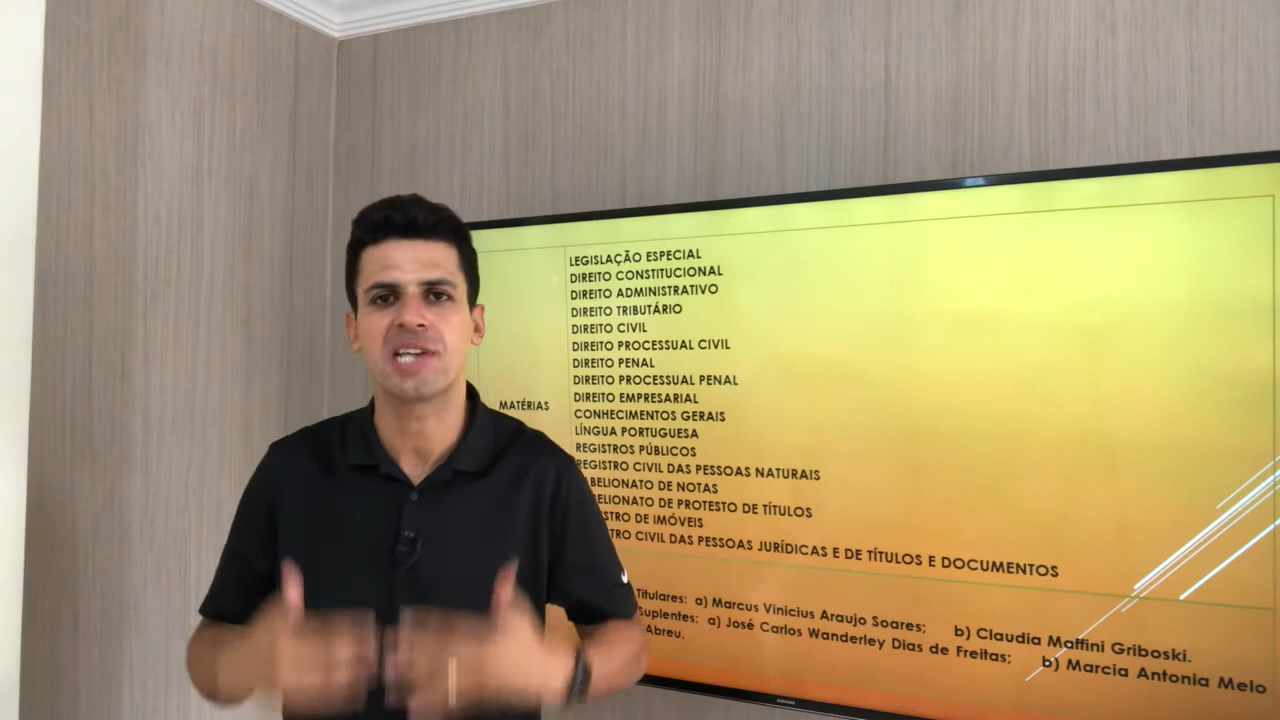 LEGISLAÇÃO ESPECIAL
DIREITO CONSTITUCIONAL
DIREITO ADMINISTRATIVO
DIREITO TRIBUTÁRIO
DIREITO CIVIL
DIREITO PROCESSUAL CIVIL
DIREITO PENAL
DIREITO PROCESSUAL PENAL
DIREITO EMPRESARIAL
MATÉRIAS
CONHECIMENTOS GERAIS
LÍNGUA PORTUGUESA
REGISTROS PÚBLICOS
REGISTRO CIVIL DAS PESSOAS NATURAIS
BELIONATO DE NOTAS
ELIONATO DE PROTESTO DE TÍTULOS
STRO DE IMÓVEIS
TRO CIVIL DAS PESSOAS JURÍDICAS E DE TÍTULOS E DOCUMENTOS
Titulares: a) Marcus Vinicius Araujo Soares; b) Claudia Maffini Griboski.
Suplentes: a) José Carlos Wanderley Dias de Freitas; b) Marcia Antonia Melo
Abreu.